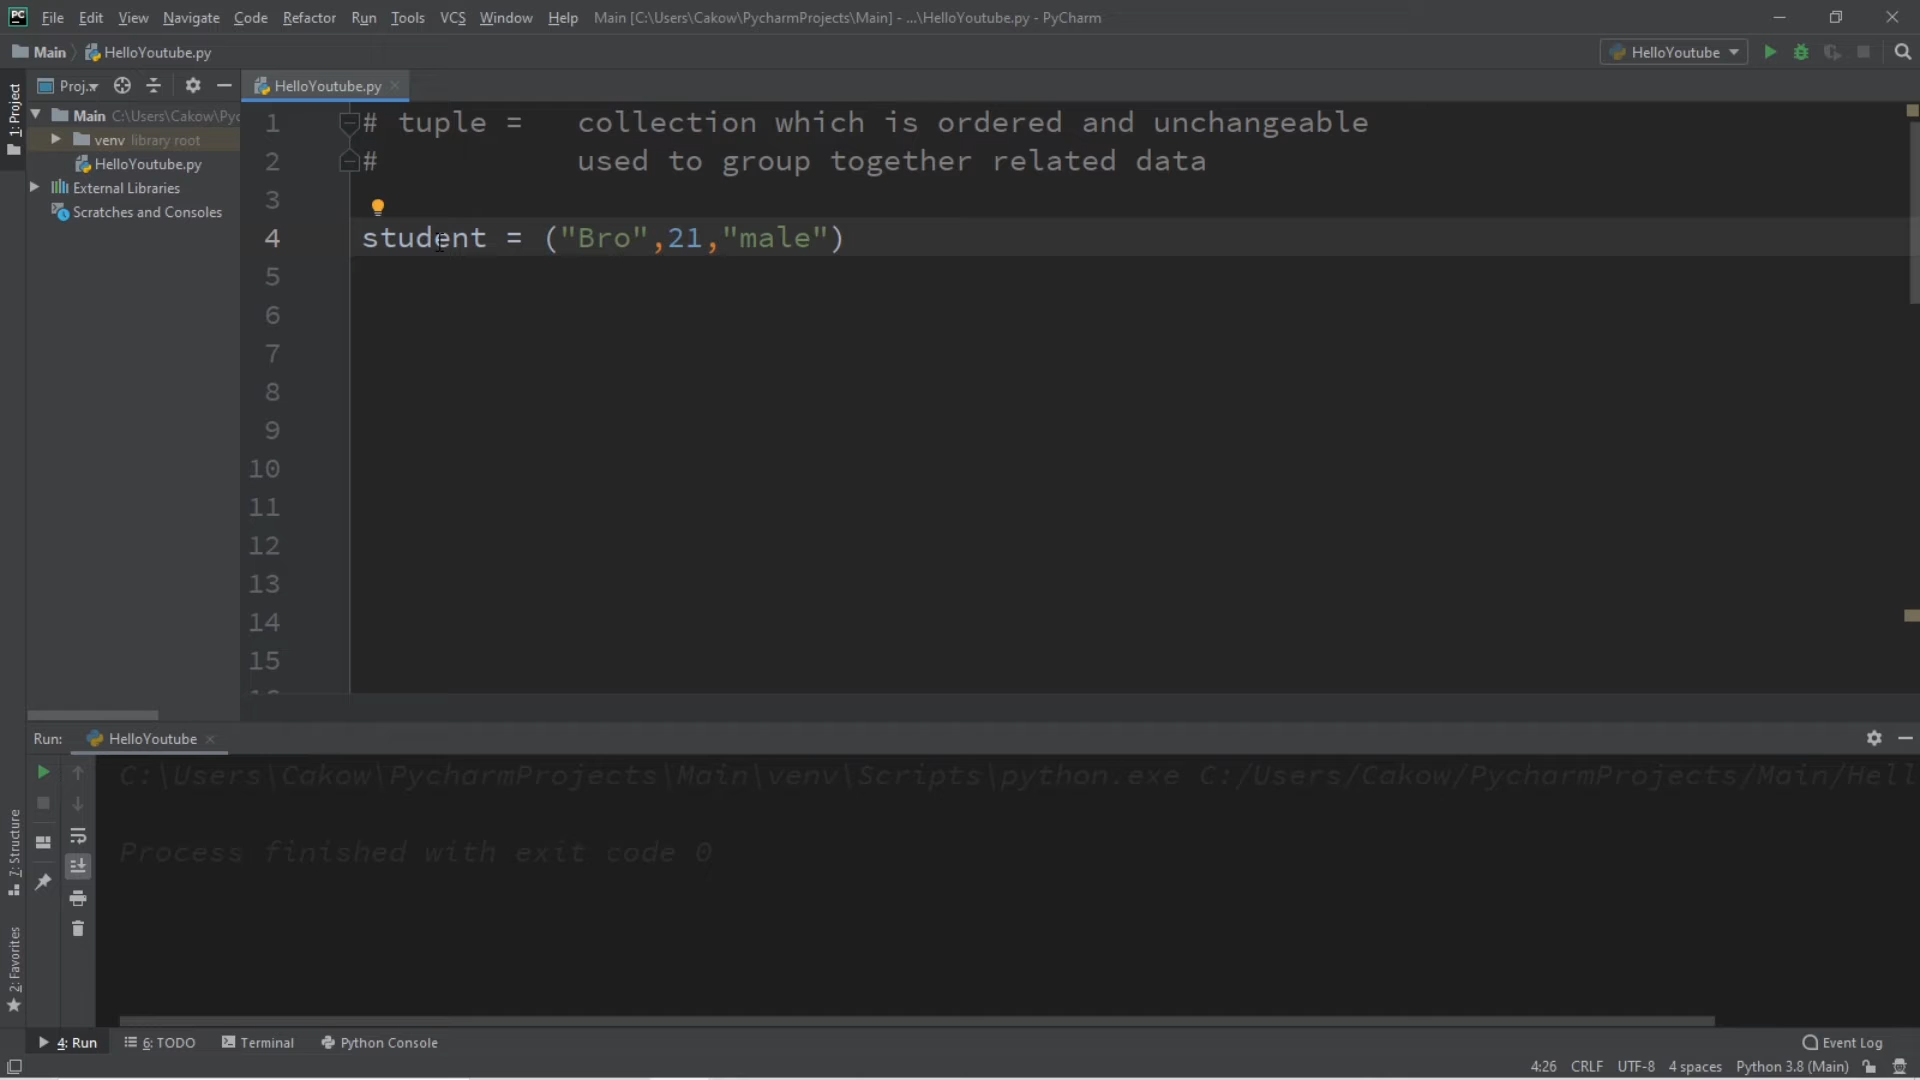 File Edit View Navigate Code Refactor Run Tools VCS Window Help Main [C:\Users\Cakow\PycharmProjects\Main] - ...\HelloYoutube.py - PyCharm
Main HelloYoutube.py HelloYoutube
1: Project
Proj... HelloYoutube.py
Main C:\Users\Cakow\Pyc
venv library root
HelloYoutube.py
External Libraries
Scratches and Consoles
1 # tuple = collection which is ordered and unchangeable
2 # used to group together related data
3
4 student = ("Bro",21,"male")
5
6
7
8
9
10
11
12
13
14
15
Run: HelloYoutube
C:\Users\Cakow\PycharmProjects\Main\venv\Scripts\python.exe C:/Users/Cakow/PycharmProjects/Main/Hell
Process finished with exit code 0
7: Structure
2: Favorites
4: Run 6: TODO Terminal Python Console Event Log
4:26 CRLF UTF-8 4 spaces Python 3.8 (Main)